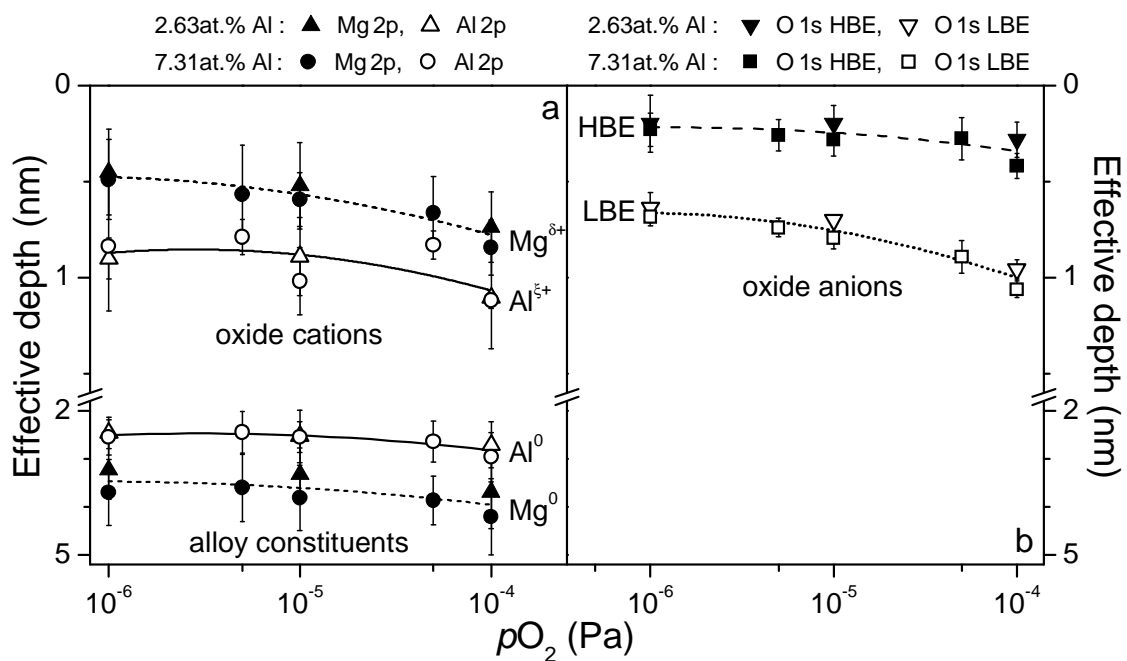 2.63at.% Al : ▲ Mg 2p, △ Al 2p ▼ O 1s HBE, ▽ O 1s LBE
7.31at.% Al : ● Mg 2p, ○ Al 2p ■ O 1s HBE, □ O 1s LBE
2.63at.% Al :
7.31at.% Al :
Effective depth (nm)
0
1
2
5
a
Mg^δ+
Al^ξ+
oxide cations
Al^0
Mg^0
alloy constituents
10^-6
10^-5
10^-4
HBE
LBE
oxide anions
b
10^-6
10^-5
10^-4
0
1
2
5
Effective depth (nm)
pO_2 (Pa)